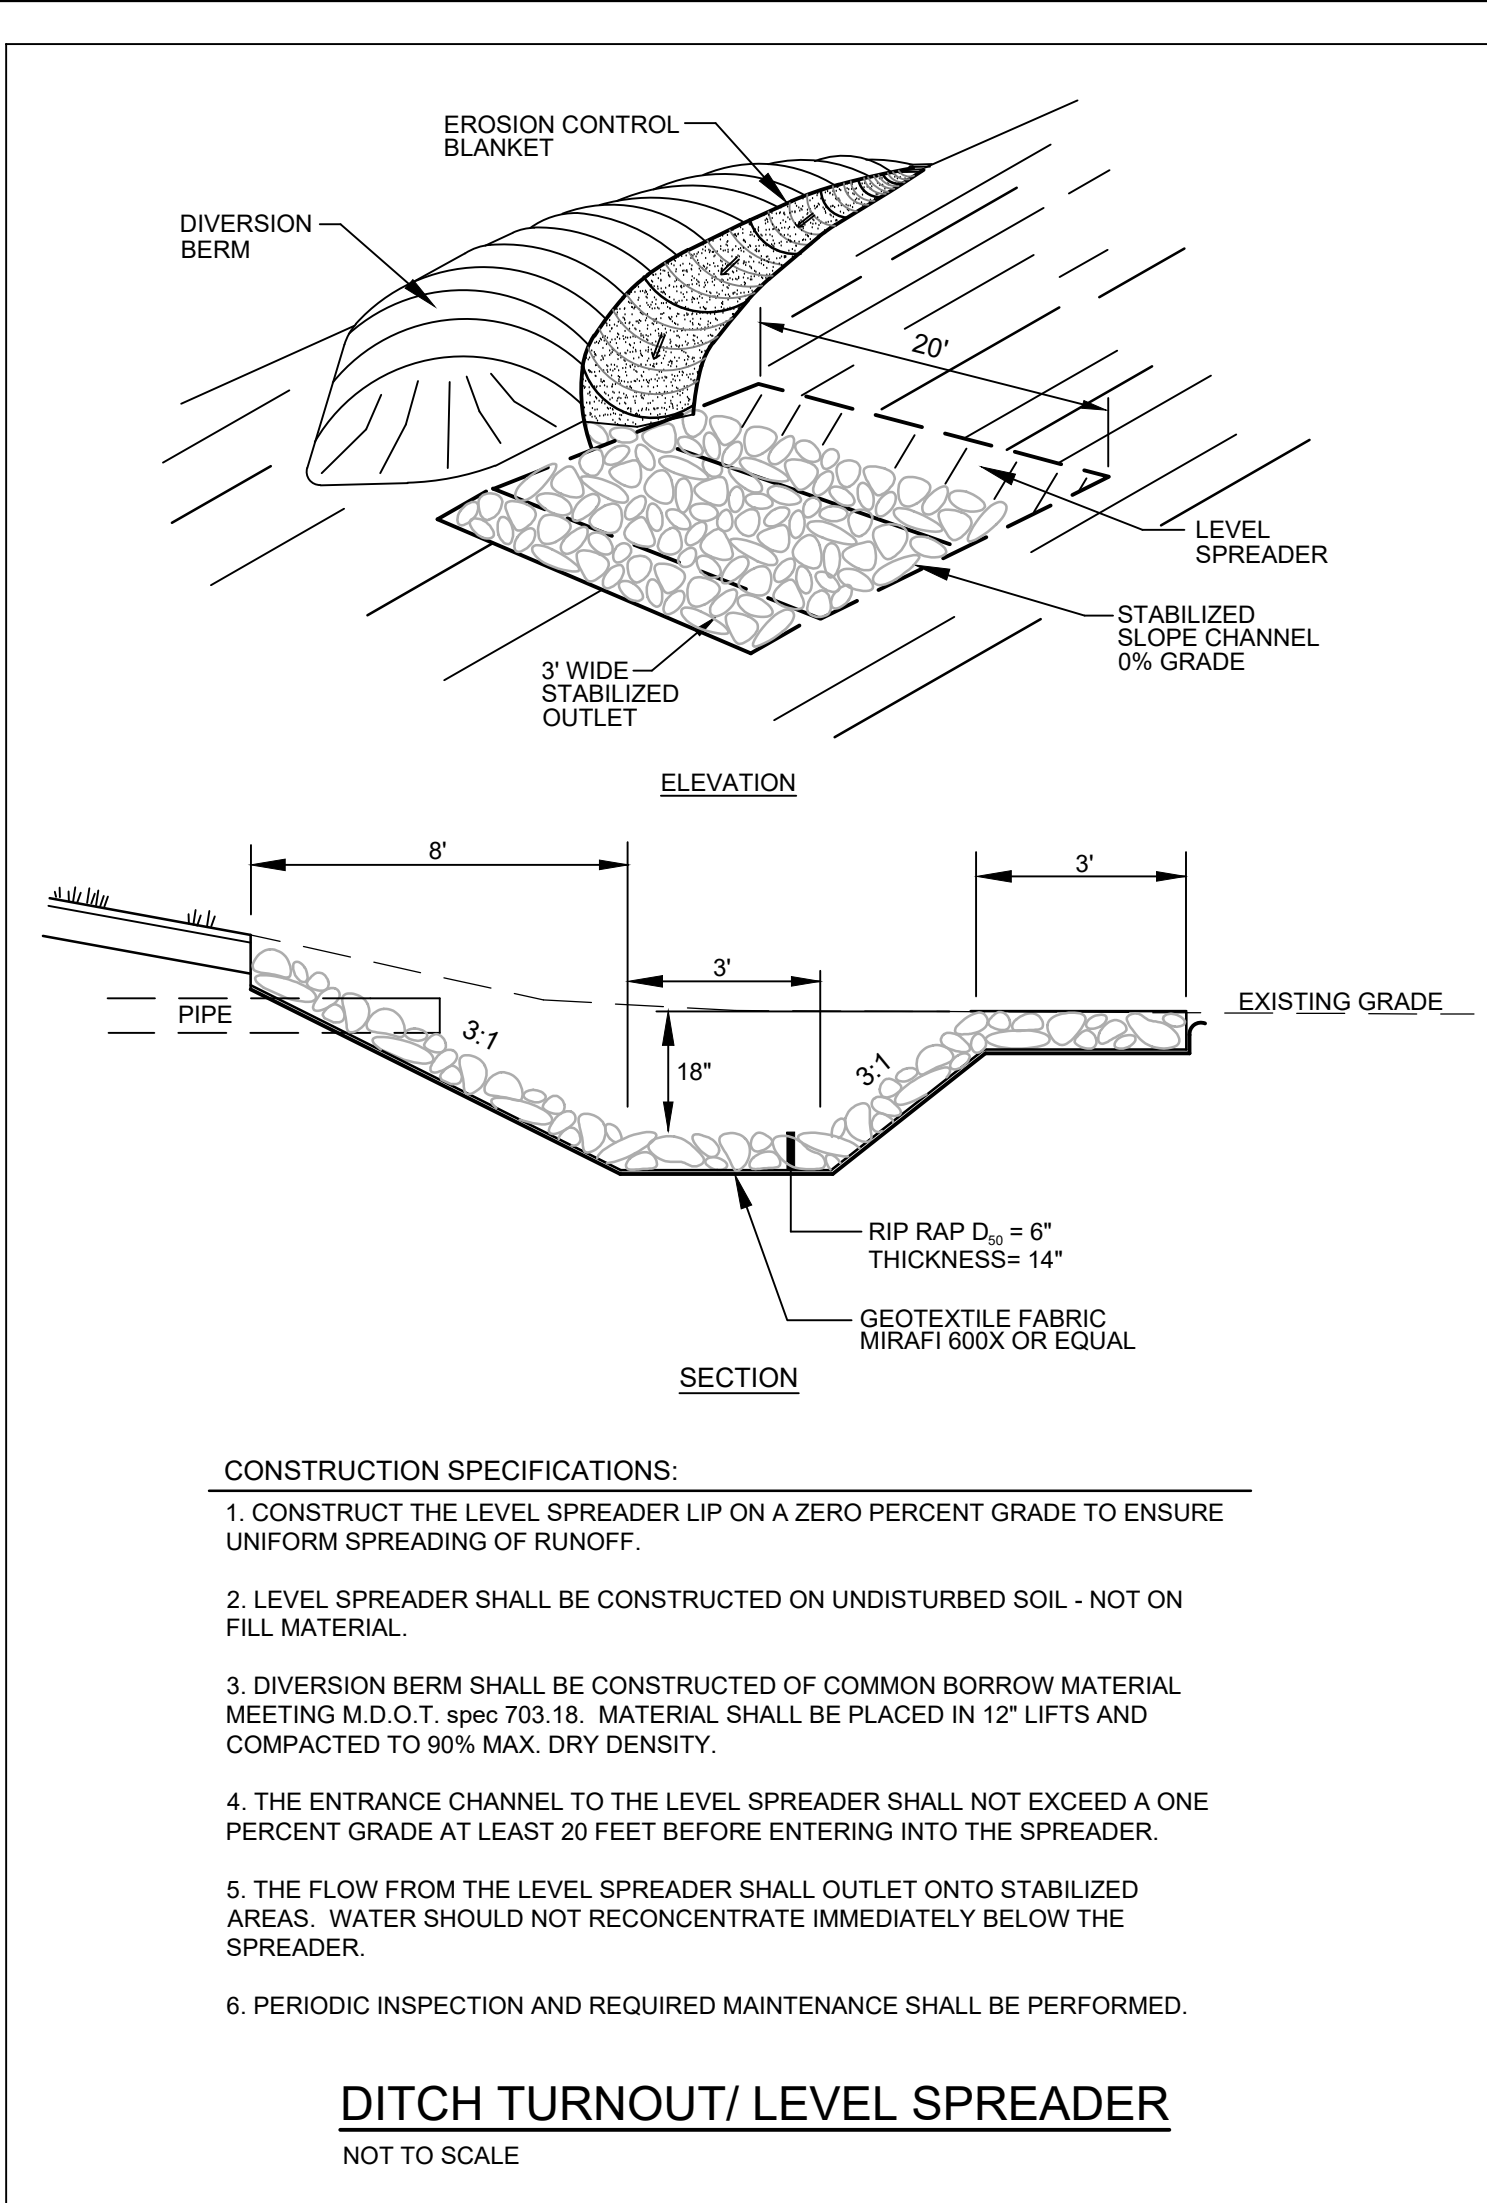 EROSION CONTROL
BLANKET
DIVERSION
BERM
20'
LEVEL
SPREADER
STABILIZED
SLOPE CHANNEL
0% GRADE
3' WIDE
STABILIZED
OUTLET
ELEVATION
8'
3'
3'
EXISTING GRADE
PIPE
3:1
18"
3:1
RIP RAP D50 = 6"
THICKNESS= 14"
GEOTEXTILE FABRIC
MIRAFI 600X OR EQUAL
SECTION
CONSTRUCTION SPECIFICATIONS:
1. CONSTRUCT THE LEVEL SPREADER LIP ON A ZERO PERCENT GRADE TO ENSURE
UNIFORM SPREADING OF RUNOFF.
2. LEVEL SPREADER SHALL BE CONSTRUCTED ON UNDISTURBED SOIL - NOT ON
FILL MATERIAL.
3. DIVERSION BERM SHALL BE CONSTRUCTED OF COMMON BORROW MATERIAL
MEETING M.D.O.T. spec 703.18. MATERIAL SHALL BE PLACED IN 12" LIFTS AND
COMPACTED TO 90% MAX. DRY DENSITY.
4. THE ENTRANCE CHANNEL TO THE LEVEL SPREADER SHALL NOT EXCEED A ONE
PERCENT GRADE AT LEAST 20 FEET BEFORE ENTERING INTO THE SPREADER.
5. THE FLOW FROM THE LEVEL SPREADER SHALL OUTLET ONTO STABILIZED
AREAS. WATER SHOULD NOT RECONCENTRATE IMMEDIATELY BELOW THE
SPREADER.
6. PERIODIC INSPECTION AND REQUIRED MAINTENANCE SHALL BE PERFORMED.
DITCH TURNOUT/ LEVEL SPREADER
NOT TO SCALE